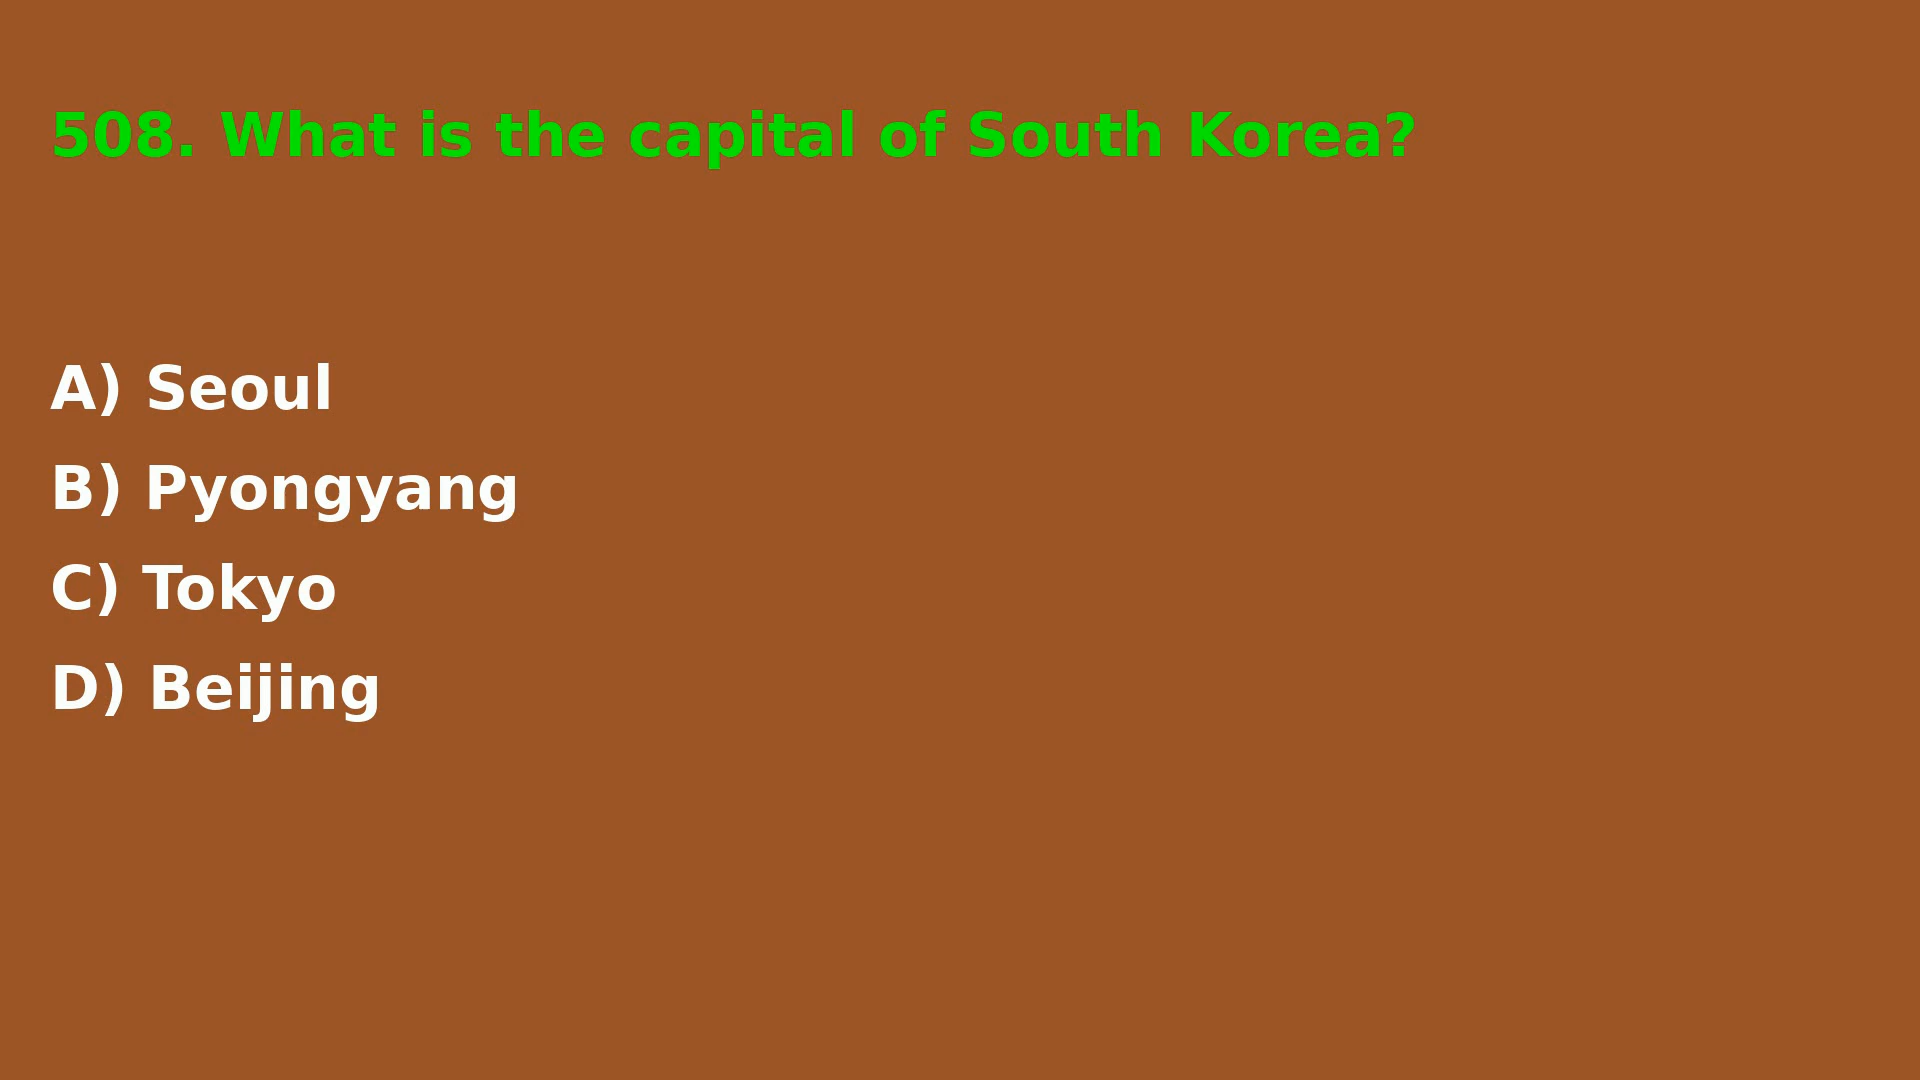 508. What is the capital of South Korea?
A) Seoul
B) Pyongyang
C) Tokyo
D) Beijing